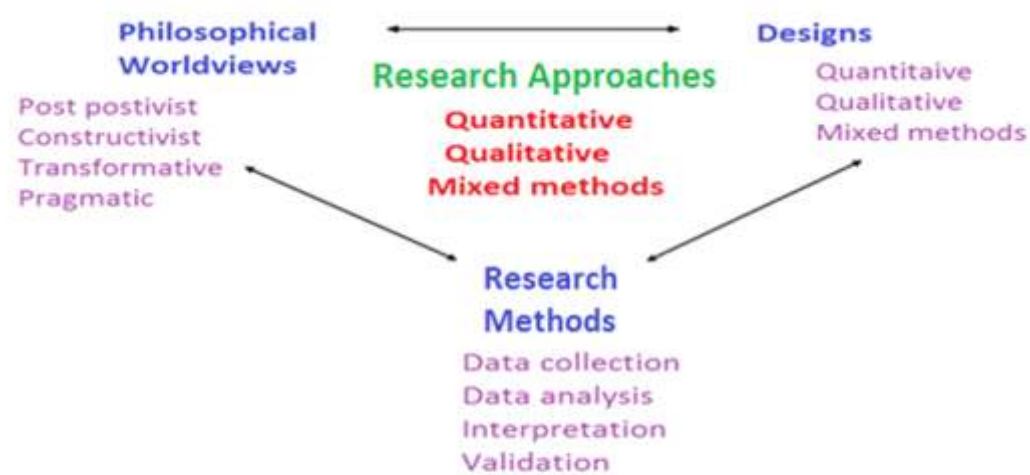 Philosophical
Worldviews
Post postivist
Constructivist
Transformative
Pragmatic
Research Approaches
Quantitative
Qualitative
Mixed methods
Designs
Quantitaive
Qualitative
Mixed methods
Research
Methods
Data collection
Data analysis
Interpretation
Validation